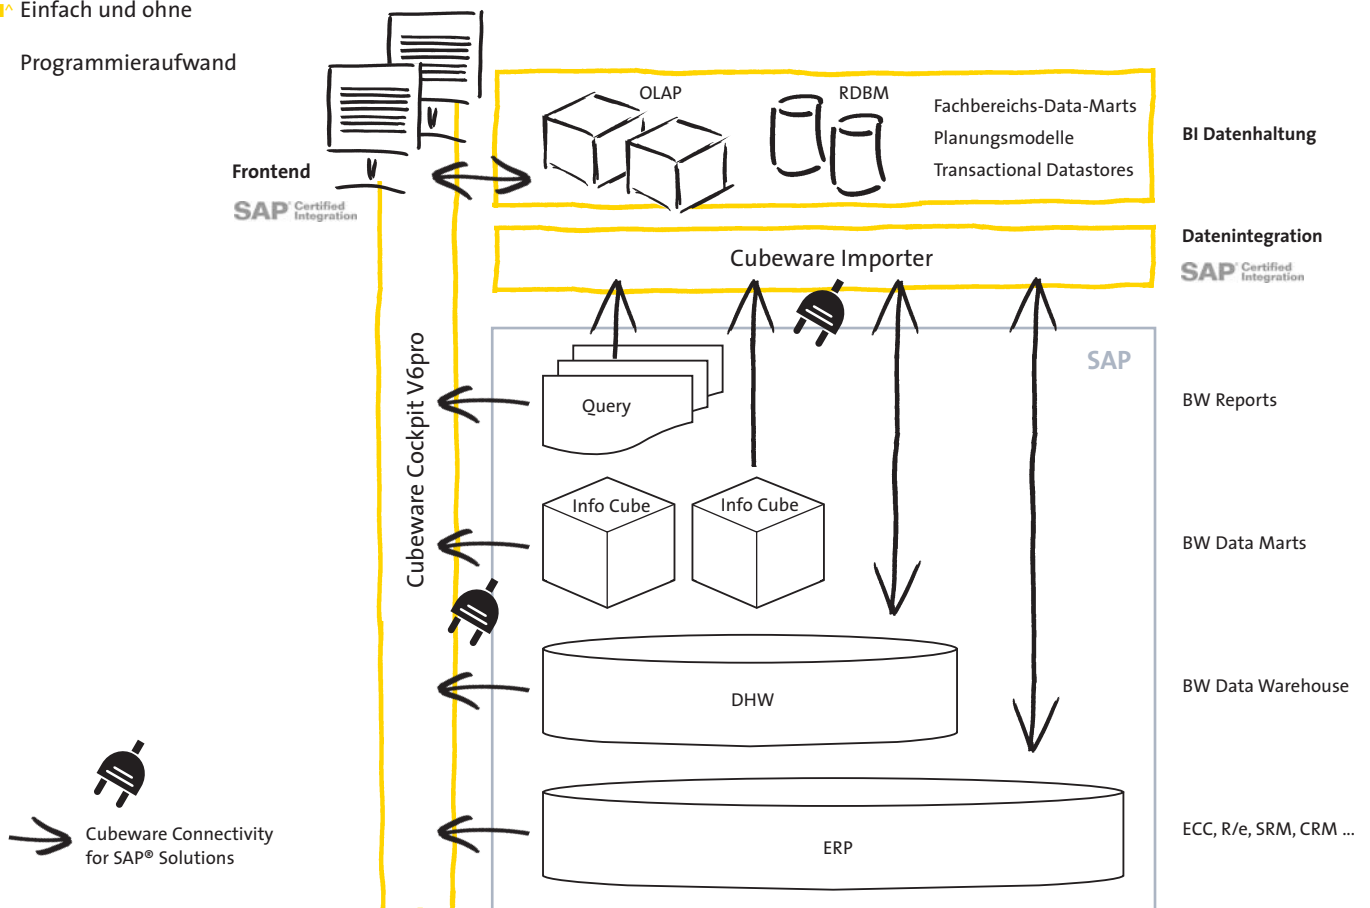 Einfach und ohne
Programmieraufwand
OLAP
RDBM
Fachbereichs-Data-Marts
Planungsmodelle
Transactional Datastores
BI Datenhaltung
Frontend
SAP® Certified
Integration
Cubeware Importer
Datenintegration
SAP® Certified
Integration
SAP
Cubeware Cockpit V6pro
Query
BW Reports
Info Cube
Info Cube
BW Data Marts
DHW
BW Data Warehouse
ERP
ECC, R/e, SRM, CRM ...
Cubeware Connectivity
for SAP® Solutions